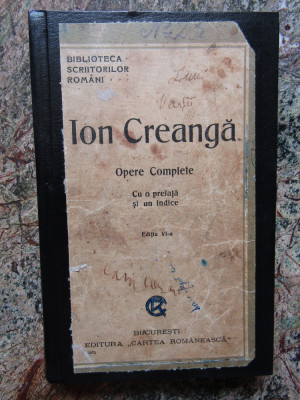 BIBLIOTECA
SCRIITORILOR
ROMÂNI
Ion Creangă
Opere Complete
Cu o prefață
și un indice
Ediția VI-a
BUCUREȘTI
EDITURA „CARTEA ROMÂNEASCĂ”